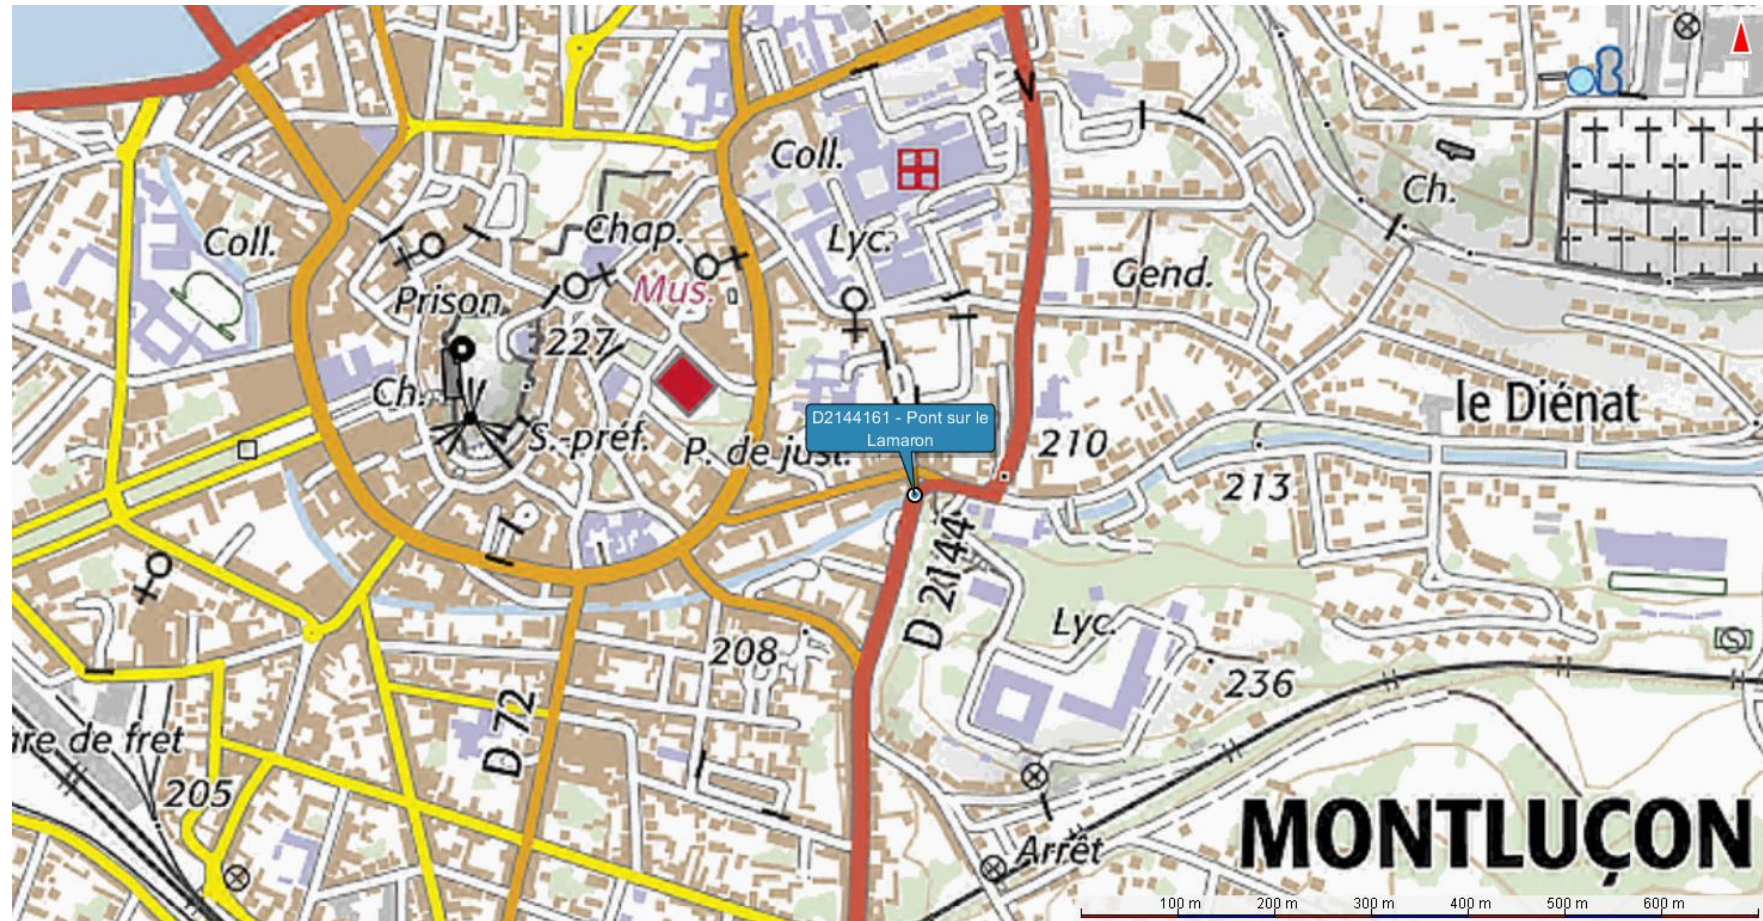 Coll.
Ch.
Chap.
Coll.
Lyc.
Gend.
Mus.
Prison
227
Ch.
le Diénat
D2144161 - Pont sur le
Lamaron
S.-préf.
P. de just.
210
213
D 2144
Lyc.
208
236
D 72
re de fret
205
MONTLUÇON
Arrêt
100 m
200 m
300 m
400 m
500 m
600 m